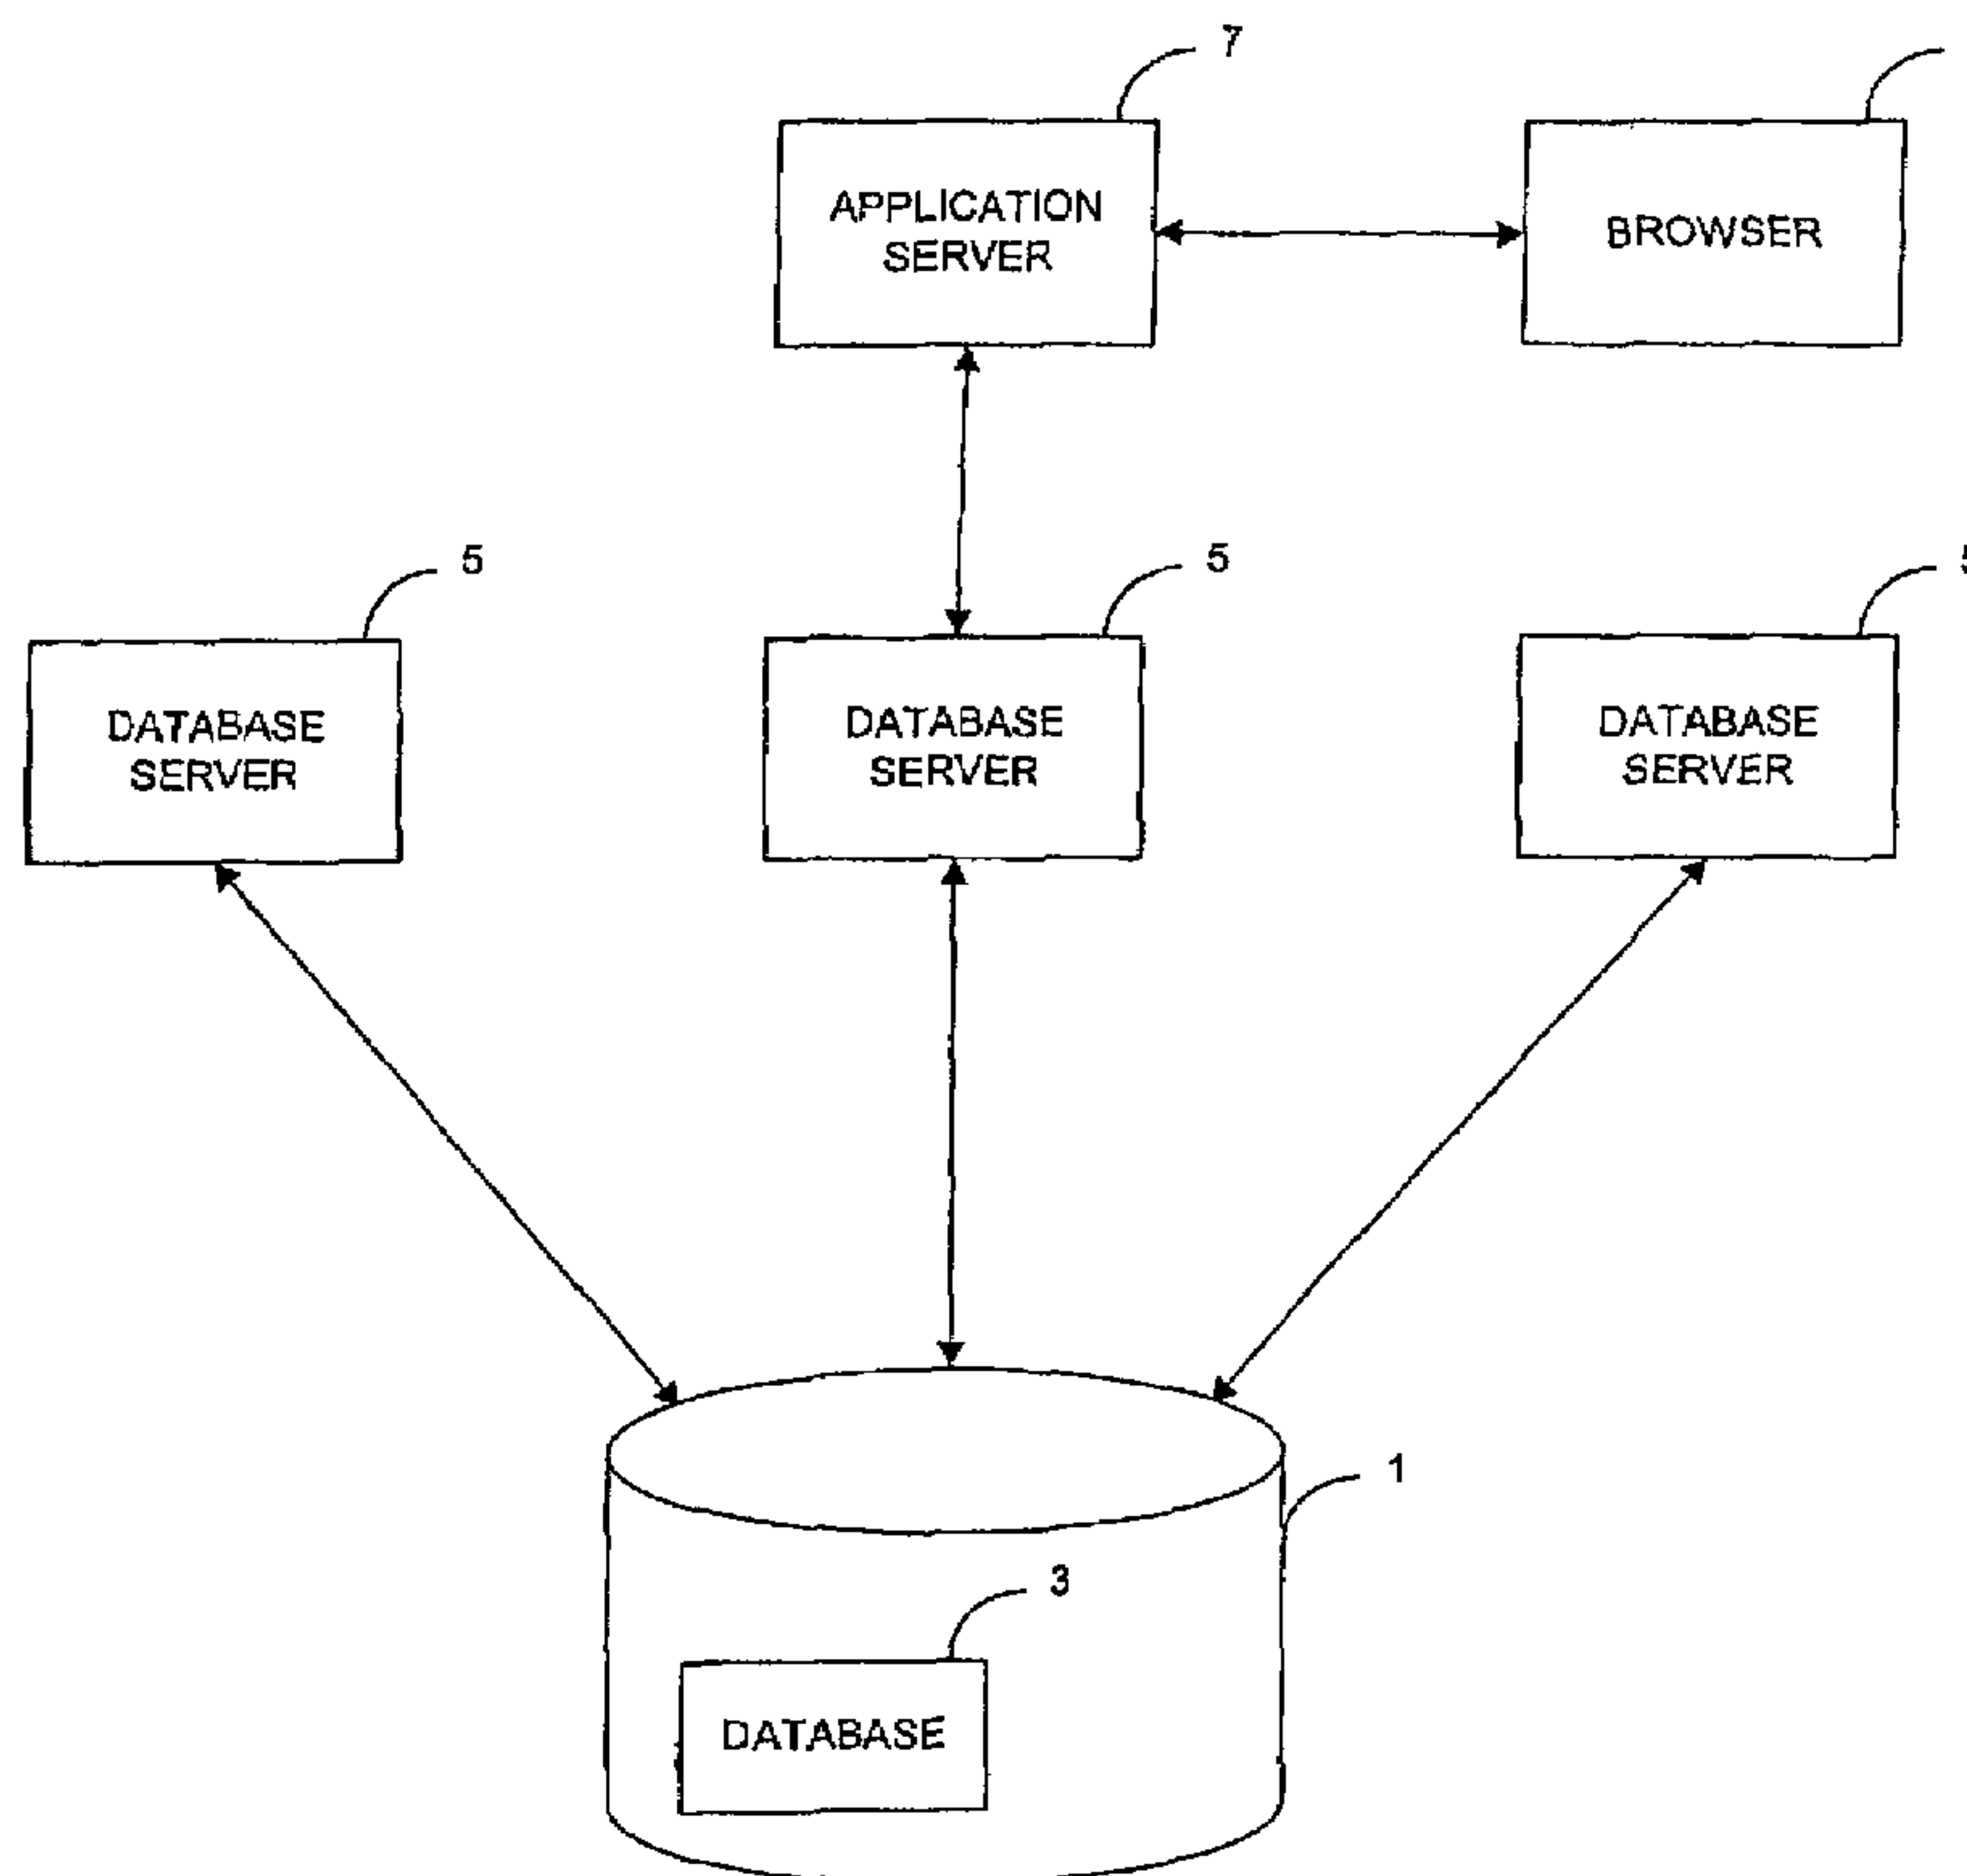 7
APPLICATION
SERVER
BROWSER
5
5
DATABASE
SERVER
DATABASE
SERVER
DATABASE
SERVER
1
3
DATABASE